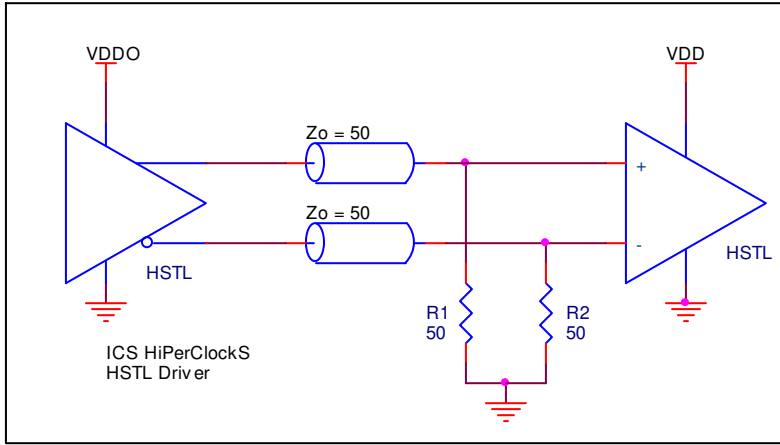 VDDO
VDD
Zo = 50
+
Zo = 50
-
HSTL
HSTL
R1
50
R2
50
ICS HiPerClockS
HSTL Driver